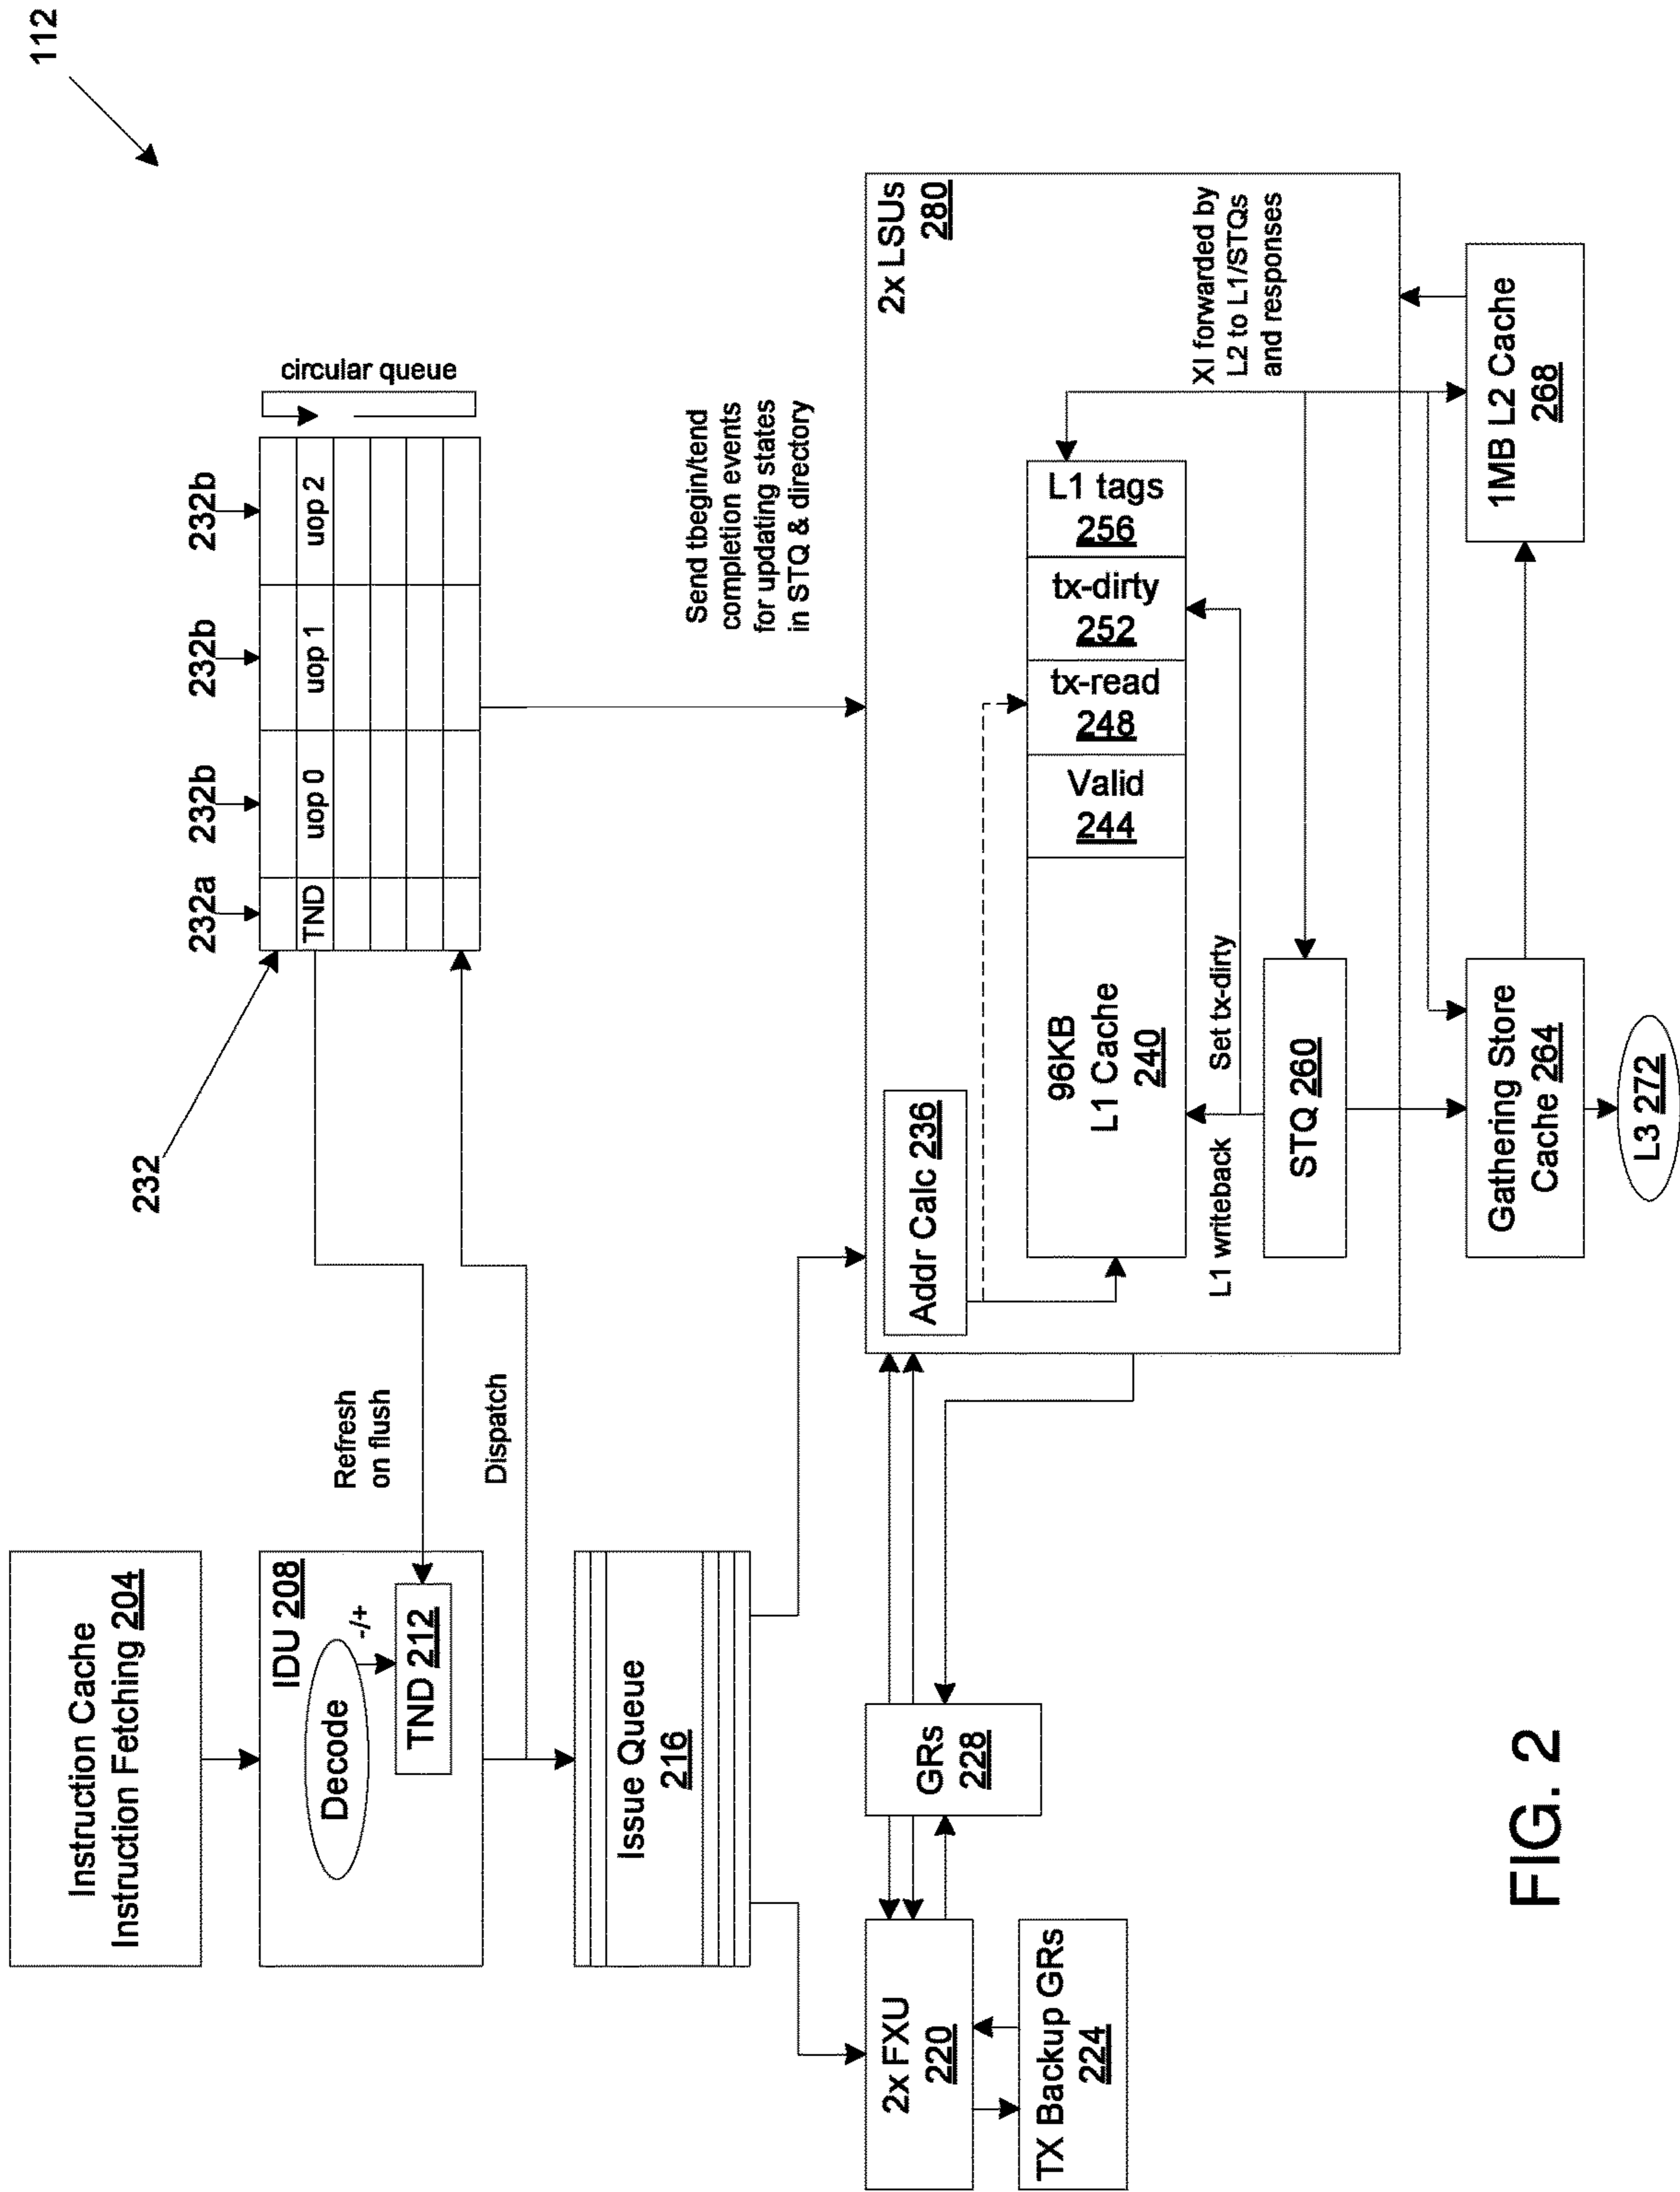 112
Instruction Cache
Instruction Fetching 204
IDU 208
Decode
-/+
TND 212
Refresh
on flush
Dispatch
232
232a
232b
232b
232b
TND
uop 0
uop 1
uop 2
circular queue
Issue Queue
216
Send tbegin/tend
completion events
for updating states
in STQ & directory
2x FXU
220
TX Backup GRs
224
GRs
228
2x LSUs
280
Addr Calc 236
96KB
L1 Cache
240
Valid
244
tx-read
248
tx-dirty
252
L1 tags
256
L1 writeback
Set tx-dirty
XI forwarded by
L2 to L1/STQs
and responses
STQ 260
Gathering Store
Cache 264
1MB L2 Cache
268
L3 272
FIG. 2